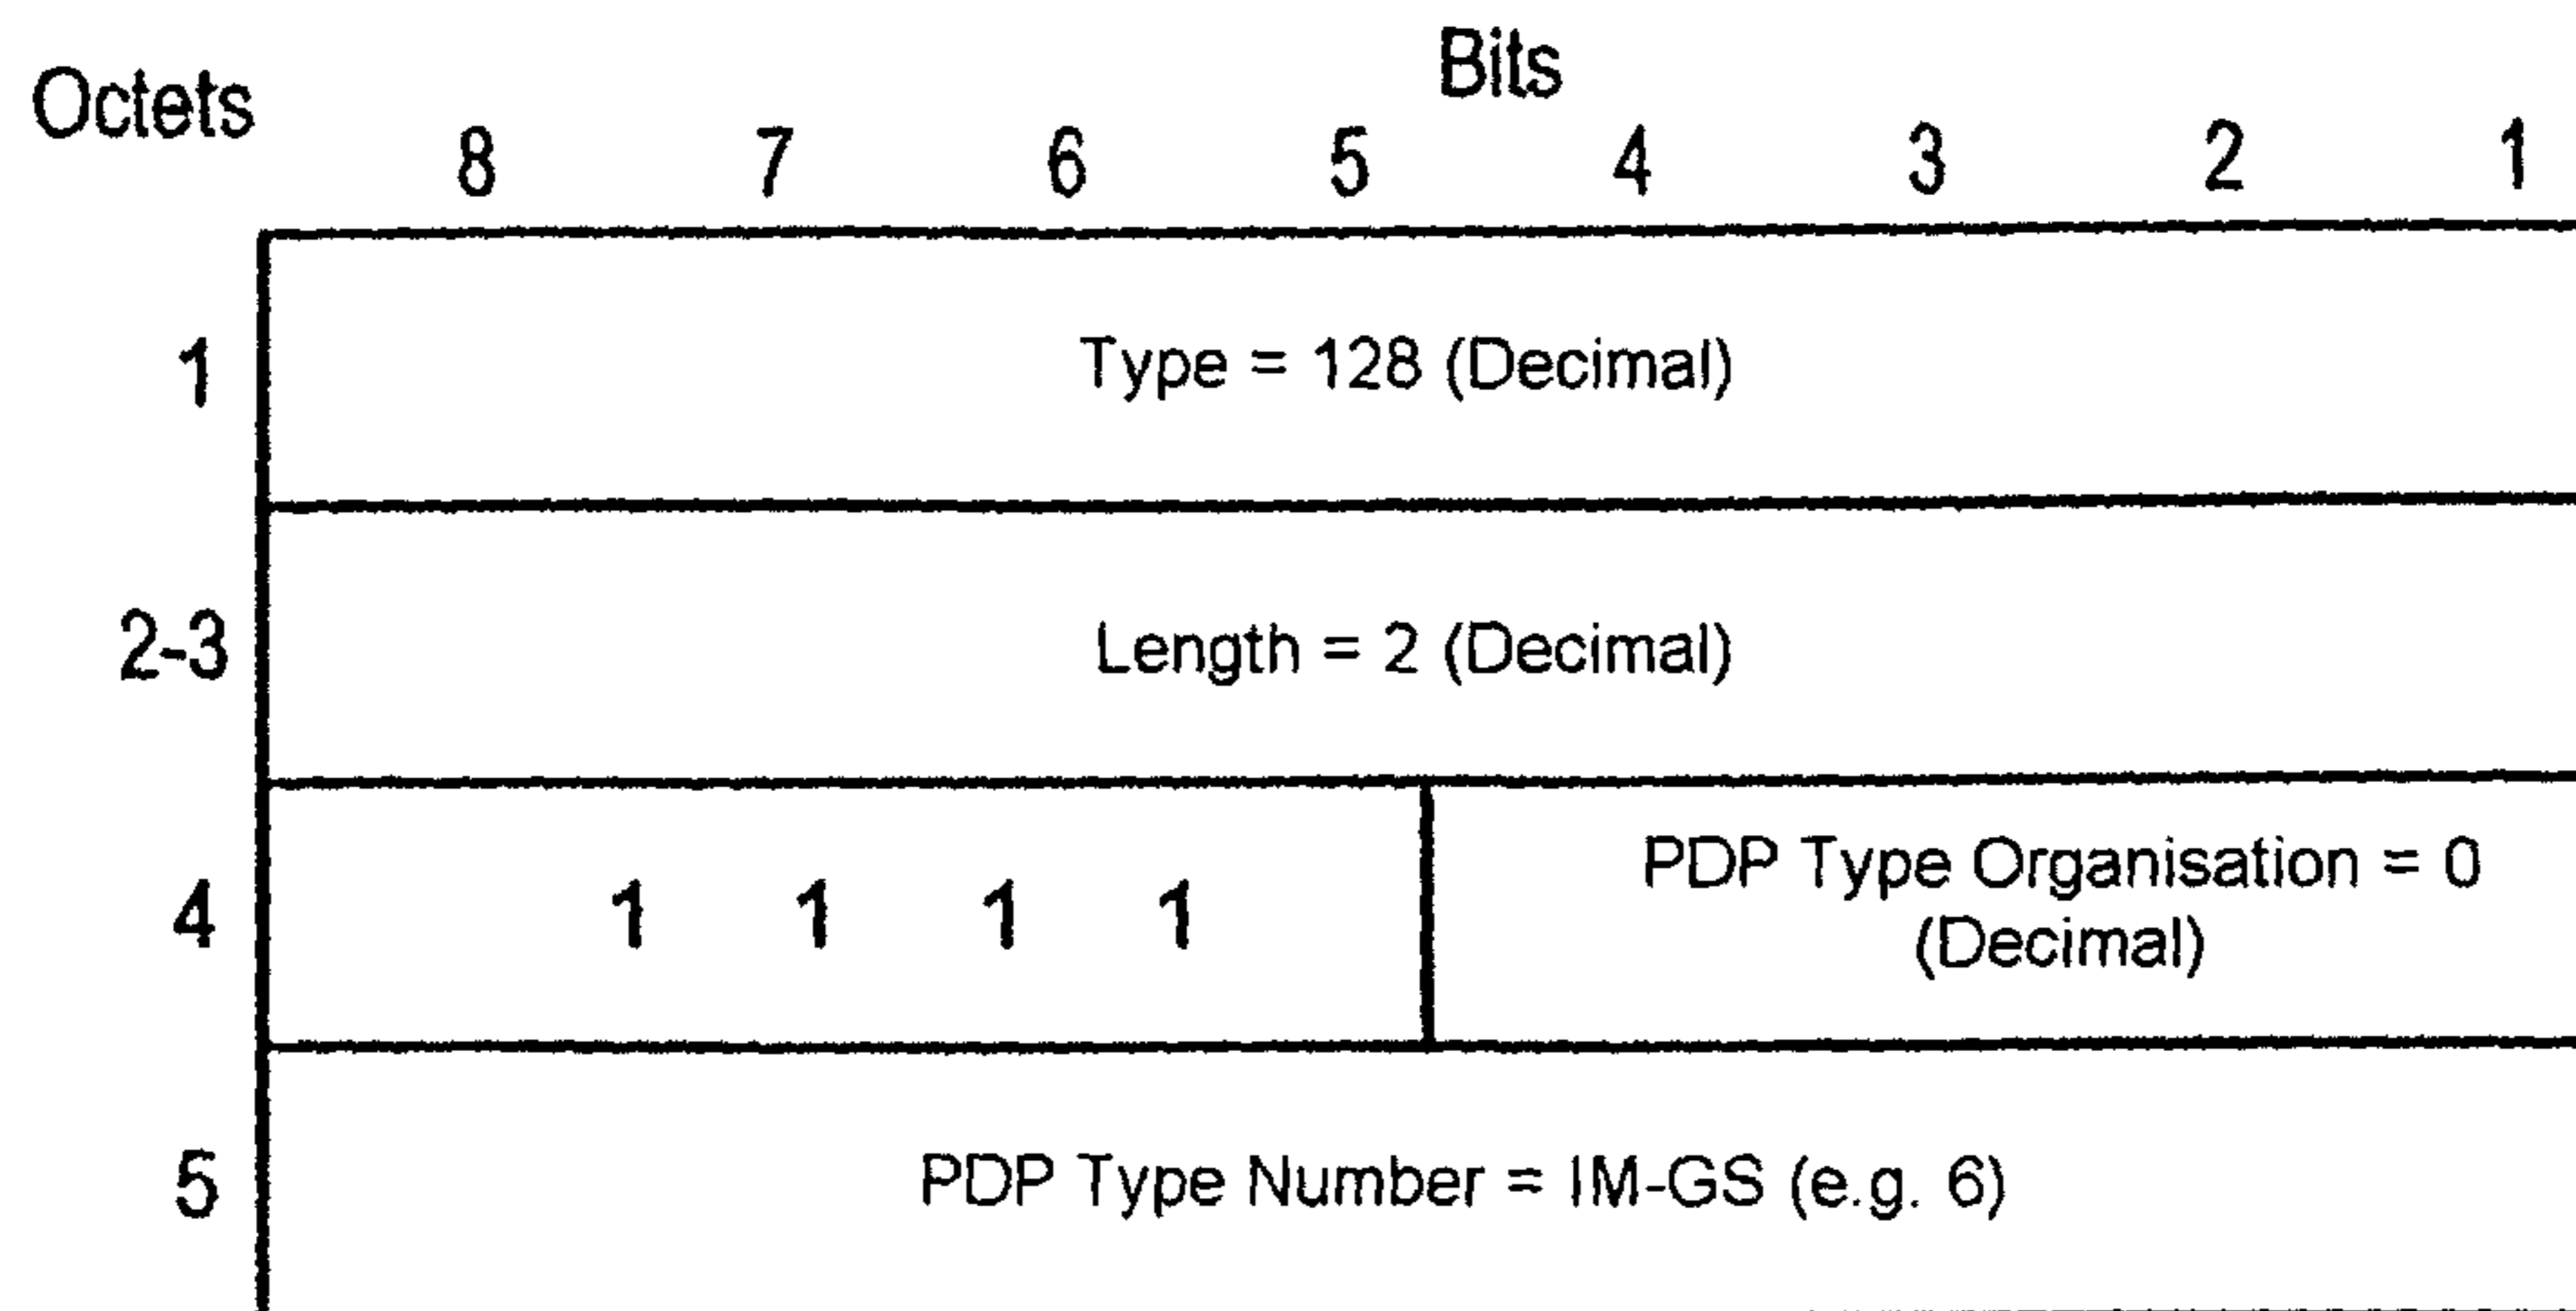 Bits
Octets
8 7 6 5 4 3 2 1
1 Type = 128 (Decimal)
2-3 Length = 2 (Decimal)
4 1 1 1 1 PDP Type Organisation = 0
(Decimal)
5 PDP Type Number = IM-GS (e.g. 6)